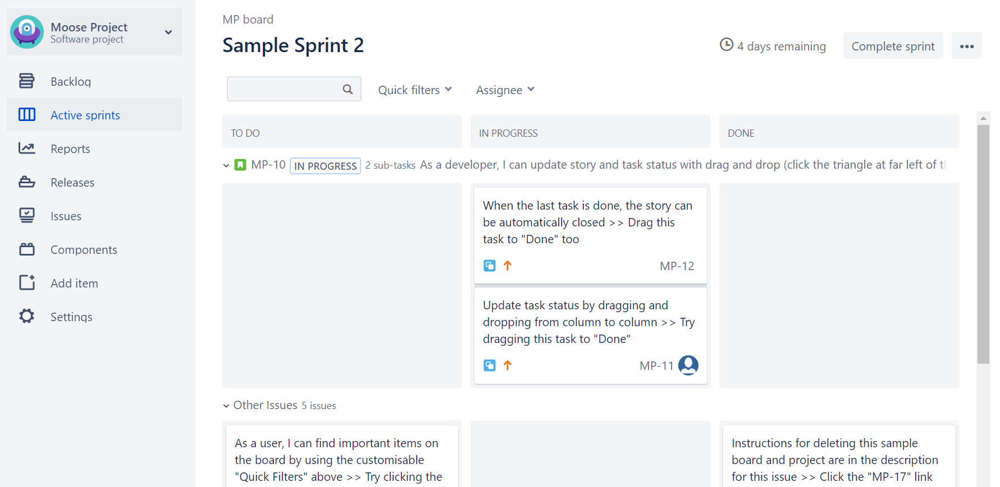 Moose Project
Software project
Backlog
Active sprints
Reports
Releases
Issues
Components
Add item
Settings
MP board
Sample Sprint 2
4 days remaining
Complete sprint
Quick filters
Assignee
TO DO
IN PROGRESS
DONE
MP-10 IN PROGRESS 2 sub-tasks As a developer, I can update story and task status with drag and drop (click the triangle at far left of
When the last task is done, the story can
be automatically closed >> Drag this
task to "Done" too
MP-12
Update task status by dragging and
dropping from column to column >> Try
dragging this task to "Done"
MP-11
Other Issues 5 issues
As a user, I can find important items on
the board by using the customisable
"Quick Filters" above >> Try clicking the
Instructions for deleting this sample
board and project are in the description
for this issue >> Click the "MP-17" link